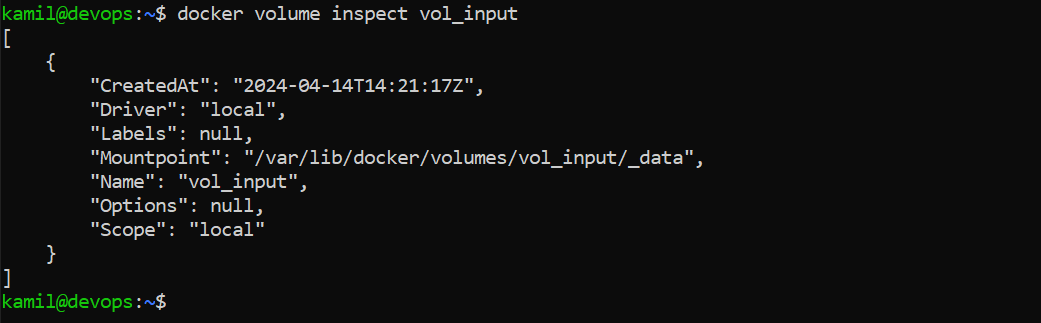 kamil@devops:~$ docker volume inspect vol_input
[
    {
        "CreatedAt": "2024-04-14T14:21:17Z",
        "Driver": "local",
        "Labels": null,
        "Mountpoint": "/var/lib/docker/volumes/vol_input/_data",
        "Name": "vol_input",
        "Options": null,
        "Scope": "local"
    }
]
kamil@devops:~$